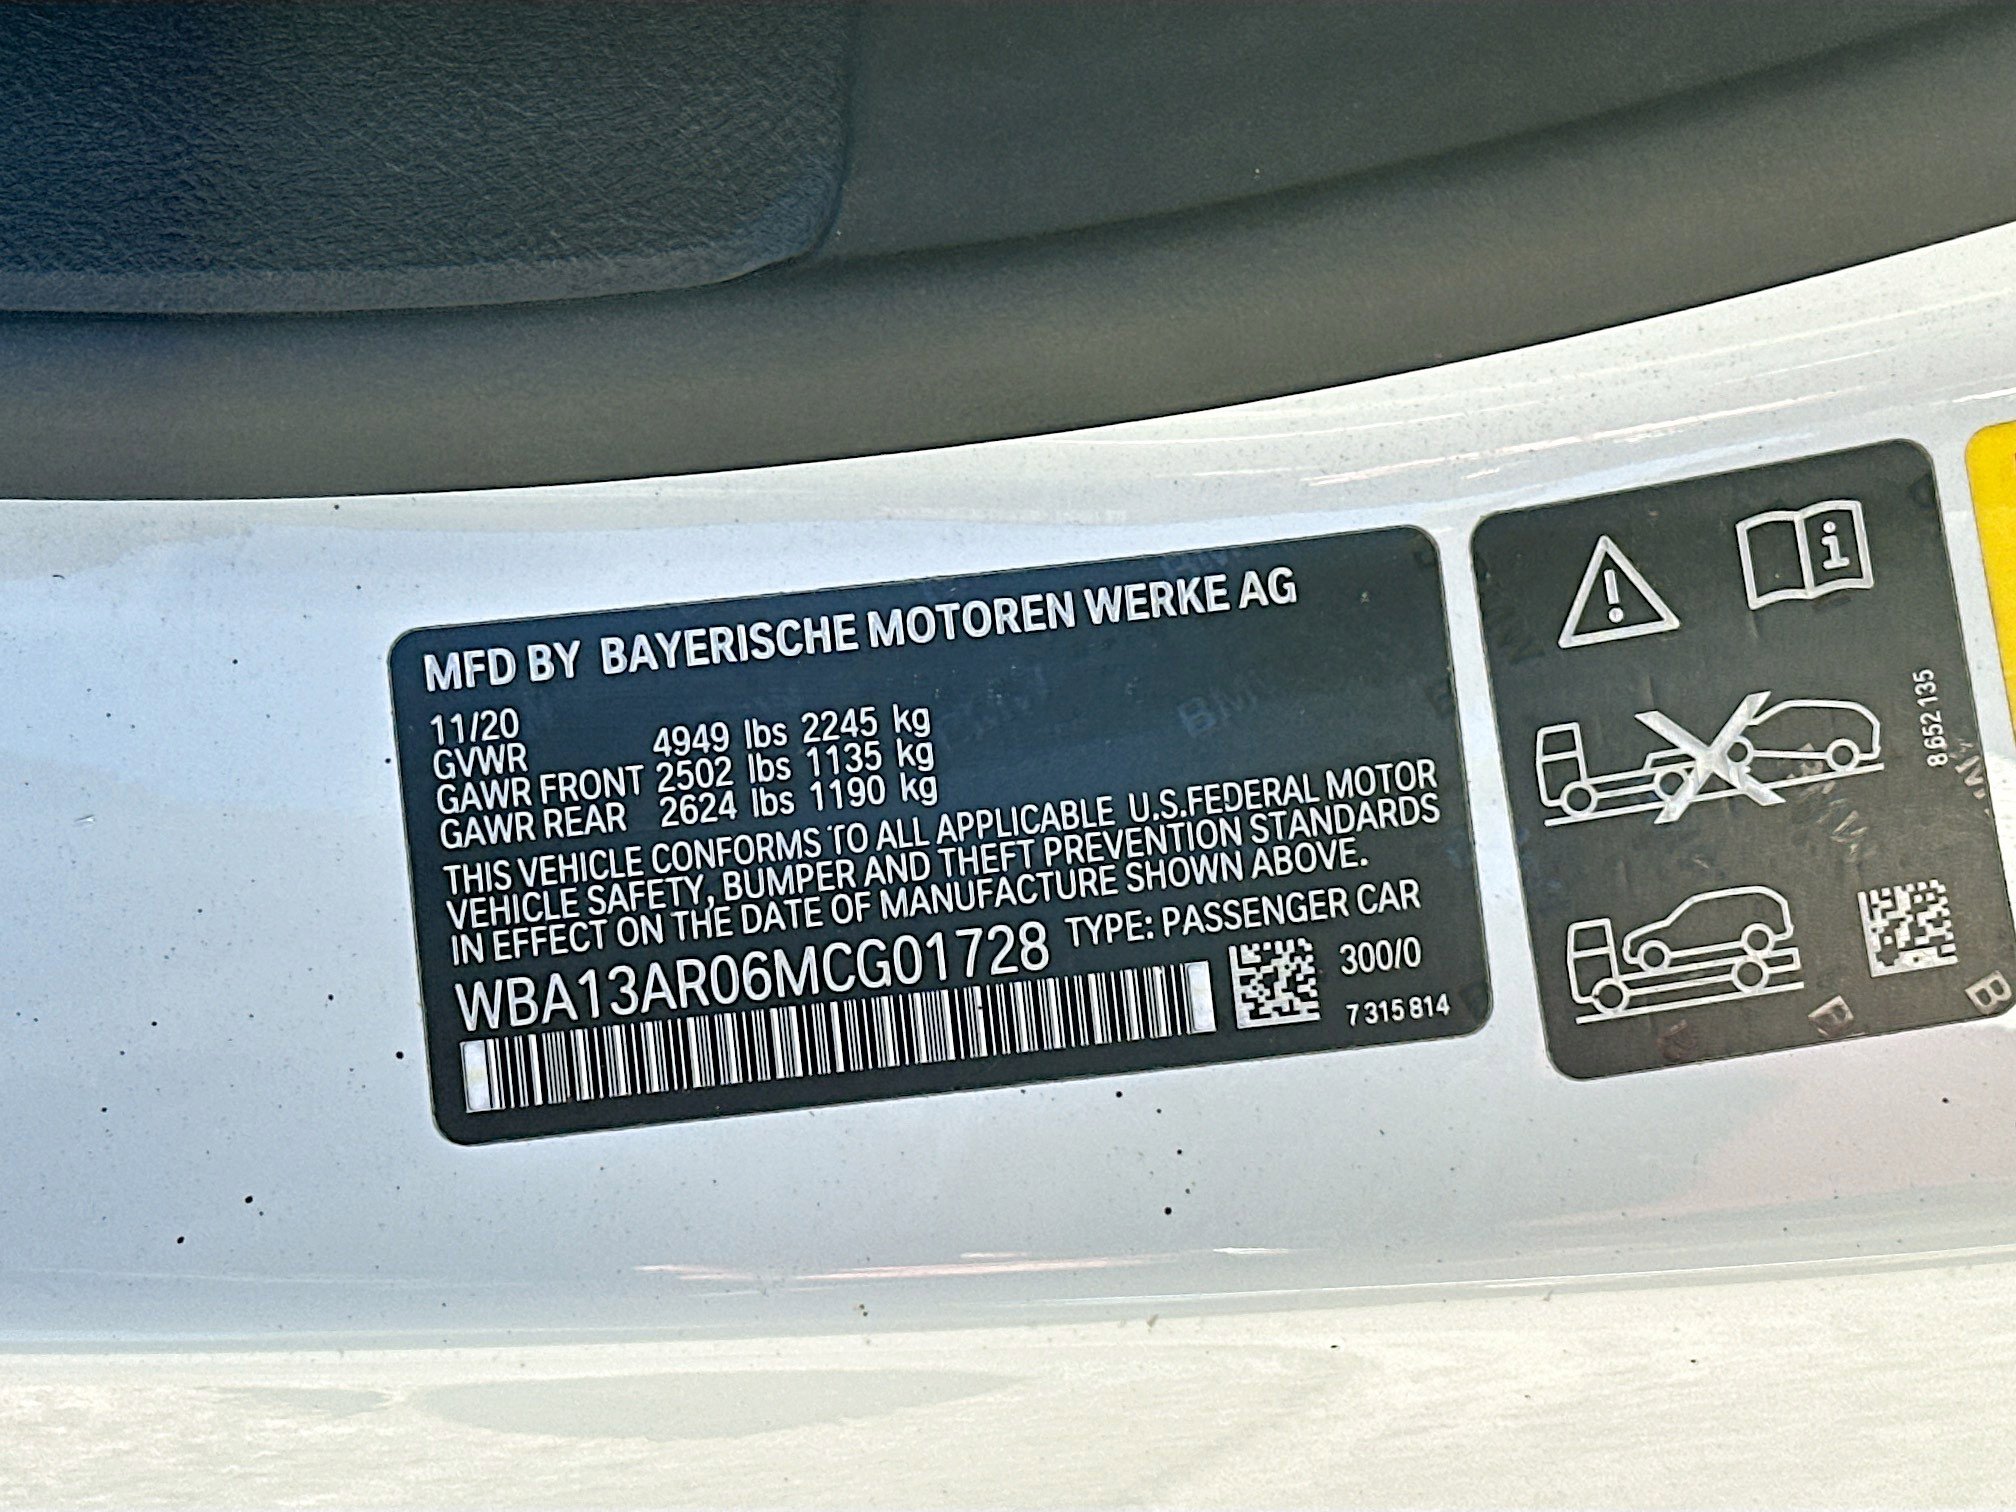 MFD BY BAYERISCHE MOTOREN WERKE AG
11/20
GVWR 4949 lbs 2245 kg
GAWR FRONT 2502 lbs 1135 kg
GAWR REAR 2624 lbs 1190 kg
THIS VEHICLE CONFORMS TO ALL APPLICABLE U.S.FEDERAL MOTOR
VEHICLE SAFETY, BUMPER AND THEFT PREVENTION STANDARDS
IN EFFECT ON THE DATE OF MANUFACTURE SHOWN ABOVE.
WBA13AR06MCG01728 TYPE: PASSENGER CAR
300/0
7 315 814
8 652 135